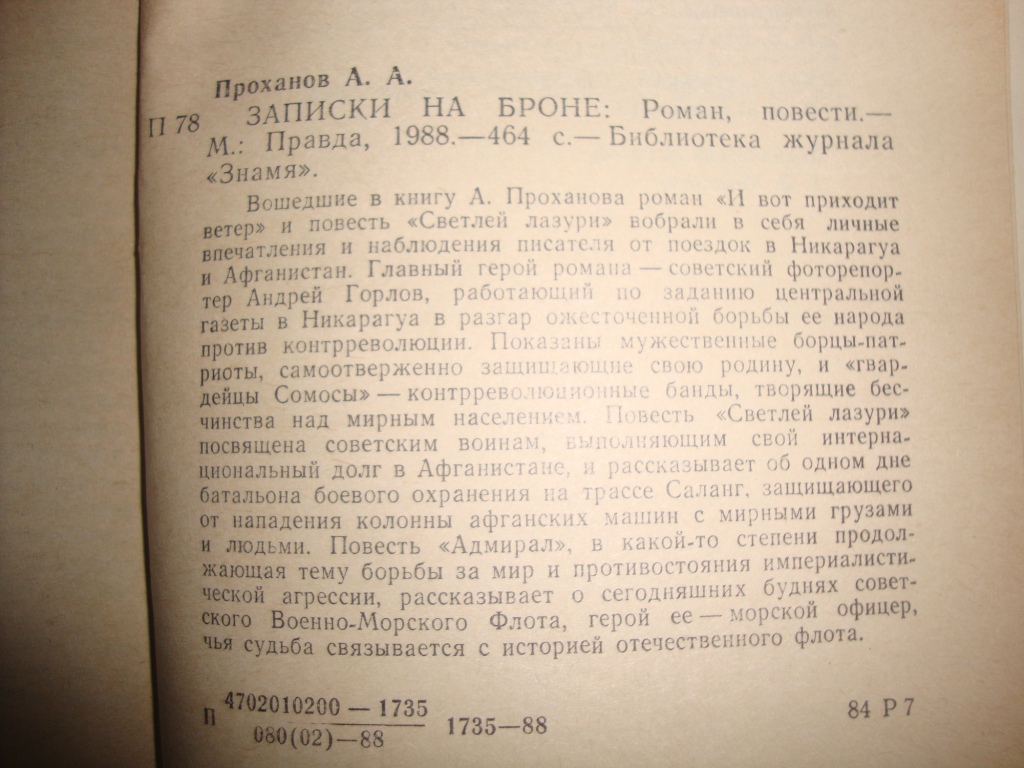 Проханов А. А.
П 78 ЗАПИСКИ НА БРОНЕ: Роман, повести.—
М.: Правда, 1988.—464 с.— Библиотека журнала
«Знамя».
Вошедшие в книгу А. Проханова роман «И вот приходит
ветер» и повесть «Светлей лазури» вобрали в себя личные
впечатления и наблюдения писателя от поездок в Никарагуа
и Афганистан. Главный герой романа — советский фоторепор-
тер Андрей Горлов, работающий по заданию центральной
газеты в Никарагуа в разгар ожесточенной борьбы ее народа
против контрреволюции. Показаны мужественные борцы-пат-
риоты, самоотверженно защищающие свою родину, и «гвар-
дейцы Сомосы» — контрреволюционные банды, творящие бес-
чинства над мирным населением. Повесть «Светлей лазури»
посвящена советским воинам, выполняющим свой интерна-
циональный долг в Афганистане, и рассказывает об одном дне
батальона боевого охранения на трассе Саланг, защищающего
от нападения колонны афганских машин с мирными грузами
и людьми. Повесть «Адмирал», в какой-то степени продол-
жающая тему борьбы за мир и противостояния империалисти-
ческой агрессии, рассказывает о сегодняшних буднях совет-
ского Военно-Морского Флота, герой ее — морской офицер,
чья судьба связывается с историей отечественного флота.
П 4702010200 — 1735
080(02)—88 1735—88 84 Р 7